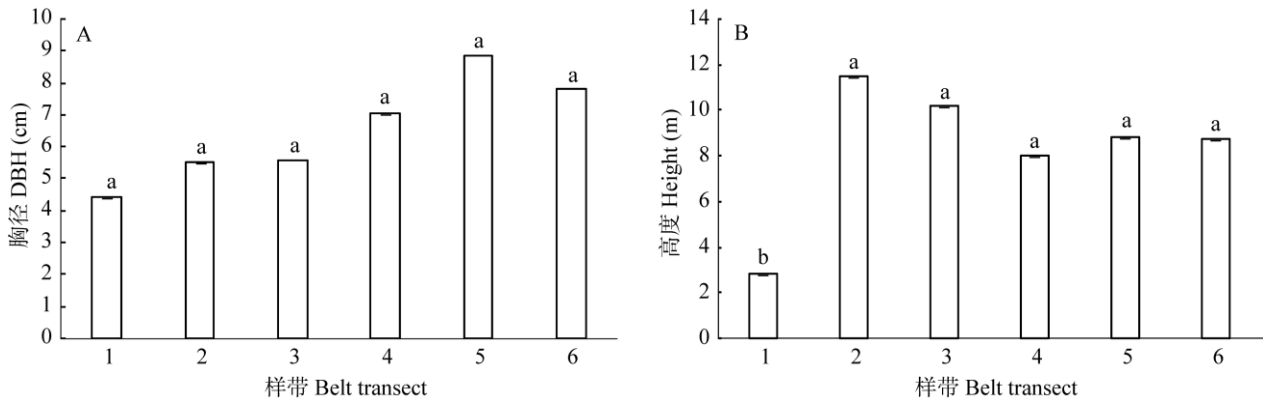 A
胸径 DBH (cm)
10
9
8
7
6
5
4
3
2
1
0
a
a
a
a
a
a
1 2 3 4 5 6
样带 Belt transect
B
高度 Height (m)
14
12
10
8
6
4
2
0
b
a
a
a
a
a
1 2 3 4 5 6
样带 Belt transect